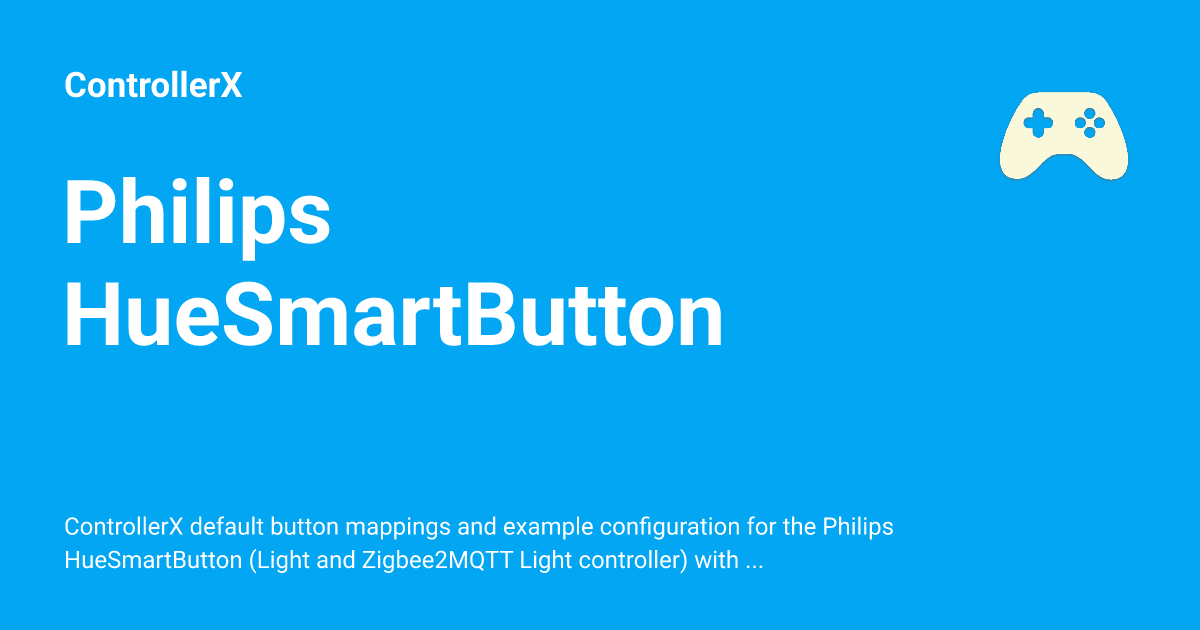 ControllerX
Philips
HueSmartButton
ControllerX default button mappings and example configuration for the Philips
HueSmartButton (Light and Zigbee2MQTT Light controller) with ...